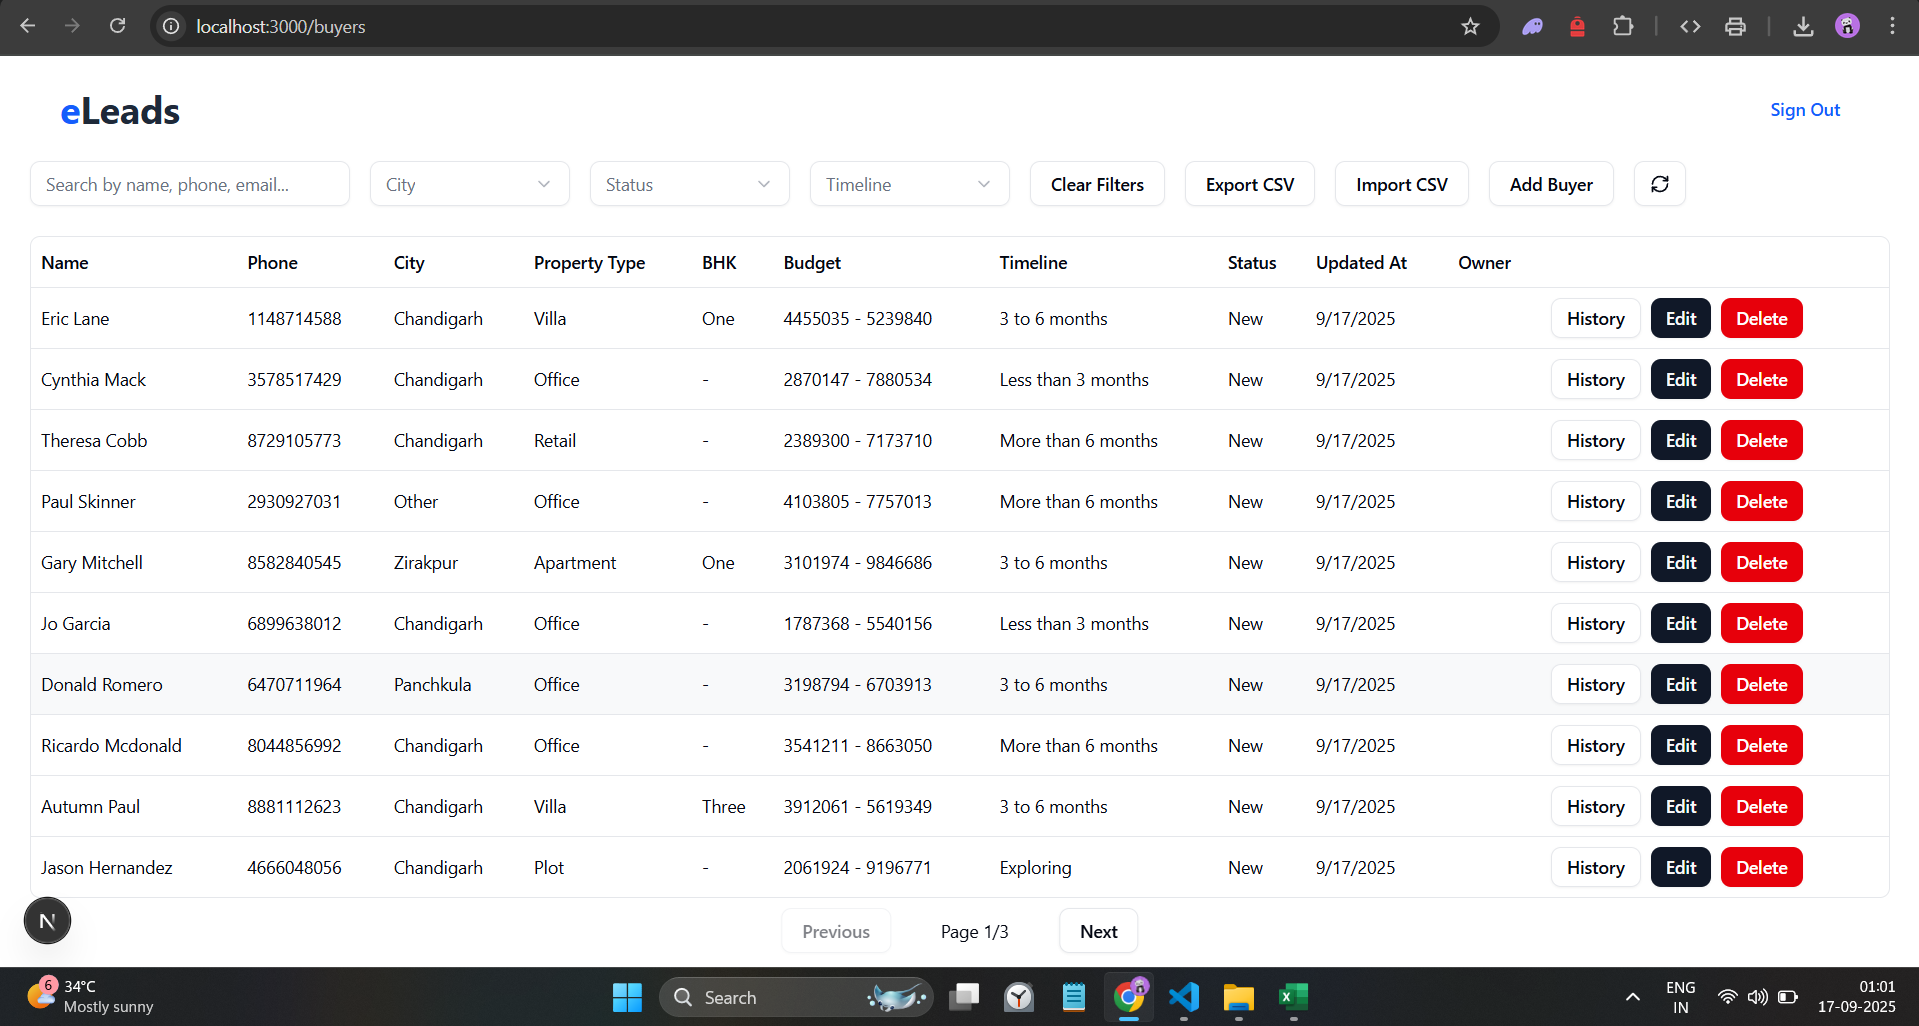 localhost:3000/buyers
eLeads
Sign Out
Search by name, phone, email... City Status Timeline Clear Filters Export CSV Import CSV Add Buyer
Name Phone City Property Type BHK Budget Timeline Status Updated At Owner
Eric Lane 1148714588 Chandigarh Villa One 4455035 - 5239840 3 to 6 months New 9/17/2025 History Edit Delete
Cynthia Mack 3578517429 Chandigarh Office - 2870147 - 7880534 Less than 3 months New 9/17/2025 History Edit Delete
Theresa Cobb 8729105773 Chandigarh Retail - 2389300 - 7173710 More than 6 months New 9/17/2025 History Edit Delete
Paul Skinner 2930927031 Other Office - 4103805 - 7757013 More than 6 months New 9/17/2025 History Edit Delete
Gary Mitchell 8582840545 Zirakpur Apartment One 3101974 - 9846686 3 to 6 months New 9/17/2025 History Edit Delete
Jo Garcia 6899638012 Chandigarh Office - 1787368 - 5540156 Less than 3 months New 9/17/2025 History Edit Delete
Donald Romero 6470711964 Panchkula Office - 3198794 - 6703913 3 to 6 months New 9/17/2025 History Edit Delete
Ricardo Mcdonald 8044856992 Chandigarh Office - 3541211 - 8663050 More than 6 months New 9/17/2025 History Edit Delete
Autumn Paul 8881112623 Chandigarh Villa Three 3912061 - 5619349 3 to 6 months New 9/17/2025 History Edit Delete
Jason Hernandez 4666048056 Chandigarh Plot - 2061924 - 9196771 Exploring New 9/17/2025 History Edit Delete
N
Previous Page 1/3 Next
6 34°C
Mostly sunny
Search
ENG
IN
01:01
17-09-2025